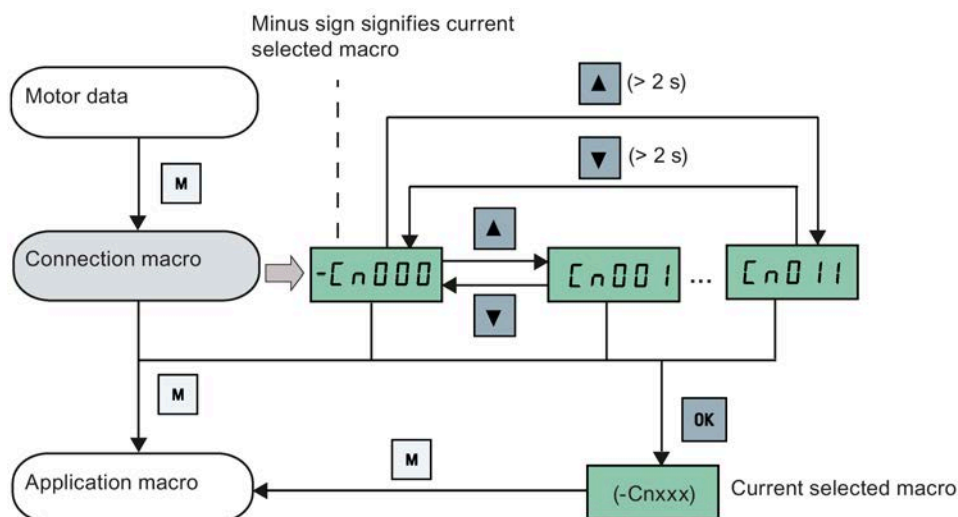 Minus sign signifies current
selected macro
▲ (> 2 s)
Motor data
▼ (> 2 s)
M
▲
Connection macro
-Cn000
Cn001
...
Cn011
▼
M
OK
M
Application macro
(-Cnxxx)
Current selected macro